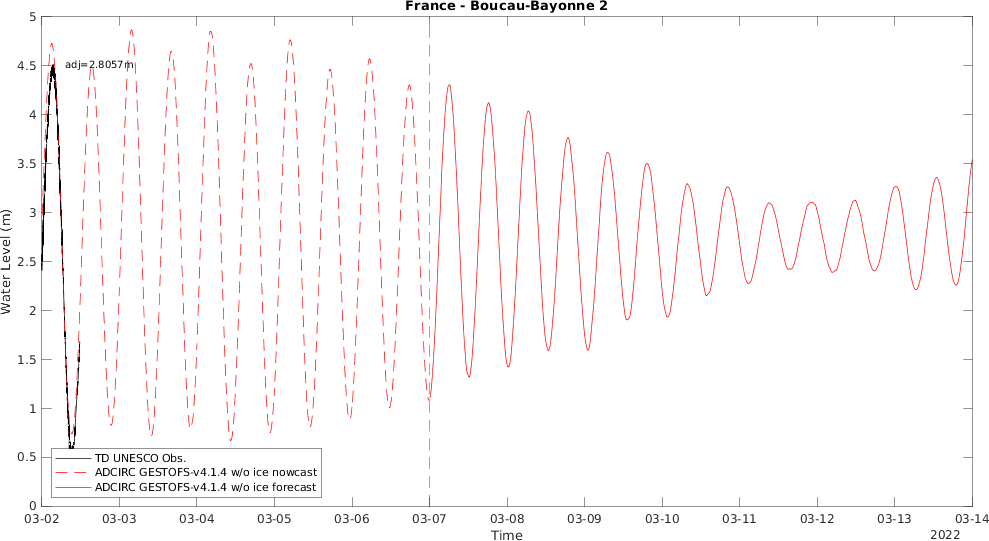 France - Boucau-Bayonne 2
5
4.5
4
3.5
3
2.5
2
1.5
1
0.5
0
Water Level (m)
adj=2.8057m
TD UNESCO Obs.
ADCIRC GESTOFS-v4.1.4 w/o ice nowcast
ADCIRC GESTOFS-v4.1.4 w/o ice forecast
03-02 03-03 03-04 03-05 03-06 03-07 03-08 03-09 03-10 03-11 03-12 03-13 03-14
Time
2022